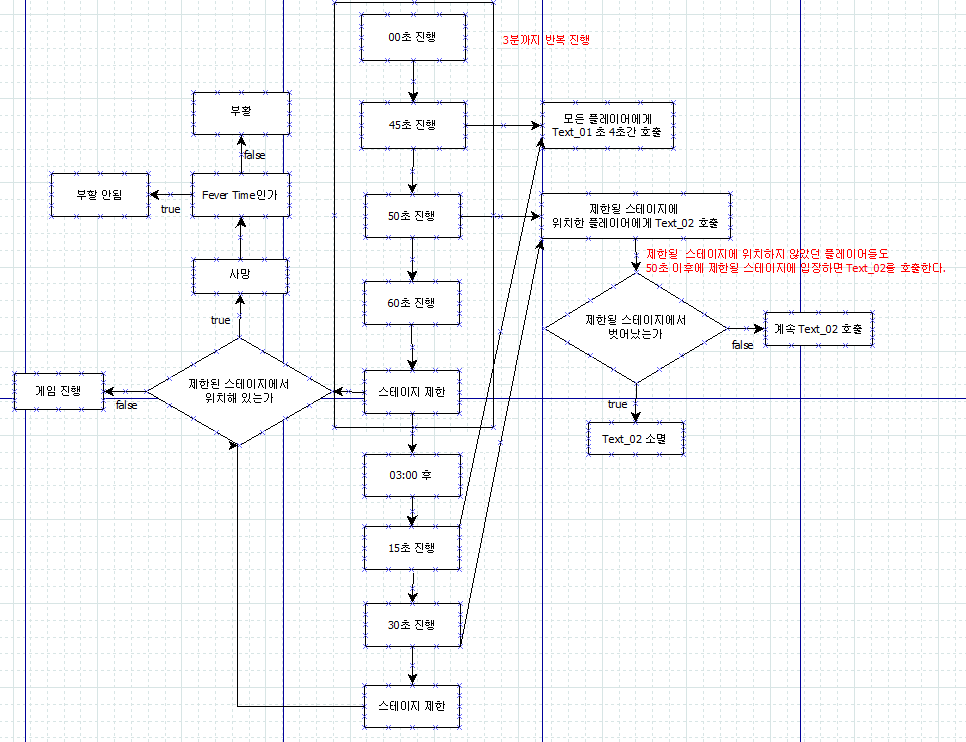 00초 진행
3분까지 반복 진행
45초 진행
모든 플레이어에게
Text_01 초 4초간 호출
부황
false
Fever Time인가
부항 안됨
true
50초 진행
제한될 스테이지에
위치한 플레이어에게 Text_02 호출
제한될 스테이지에 위치하지 않았던 플레이어들도
50초 이후에 제한될 스테이지에 입장하면 Text_02를 호출한다.
사망
60초 진행
true
제한될 스테이지에서
벗어났는가
false
계속 Text_02 호출
제한된 스테이지에서
위치해 있는가
false
게임 진행
스테이지 제한
true
Text_02 소멸
03:00 후
15초 진행
30초 진행
스테이지 제한